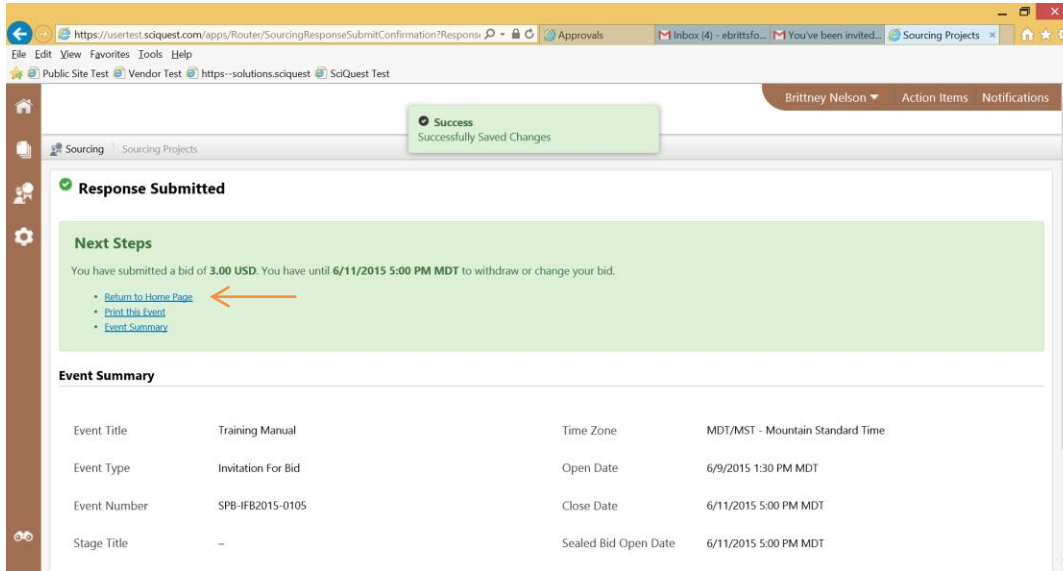 https://usertest.sciquest.com/apps/Router/SourcingResponseSubmitConfirmation?Respons
Approvals
Inbox (4) - ebrittsfo...
You've been invited...
Sourcing Projects
File Edit View Favorites Tools Help
Public Site Test Vendor Test https--solutions.sciquest SciQuest Test
Brittney Nelson Action Items Notifications
Success
Successfully Saved Changes
Sourcing Sourcing Projects
Response Submitted
Next Steps
You have submitted a bid of 3.00 USD. You have until 6/11/2015 5:00 PM MDT to withdraw or change your bid.
• Return to Home Page
• Print this Event
• Event Summary
Event Summary
Event Title Training Manual Time Zone MDT/MST - Mountain Standard Time
Event Type Invitation For Bid Open Date 6/9/2015 1:30 PM MDT
Event Number SPB-IFB2015-0105 Close Date 6/11/2015 5:00 PM MDT
Stage Title – Sealed Bid Open Date 6/11/2015 5:00 PM MDT